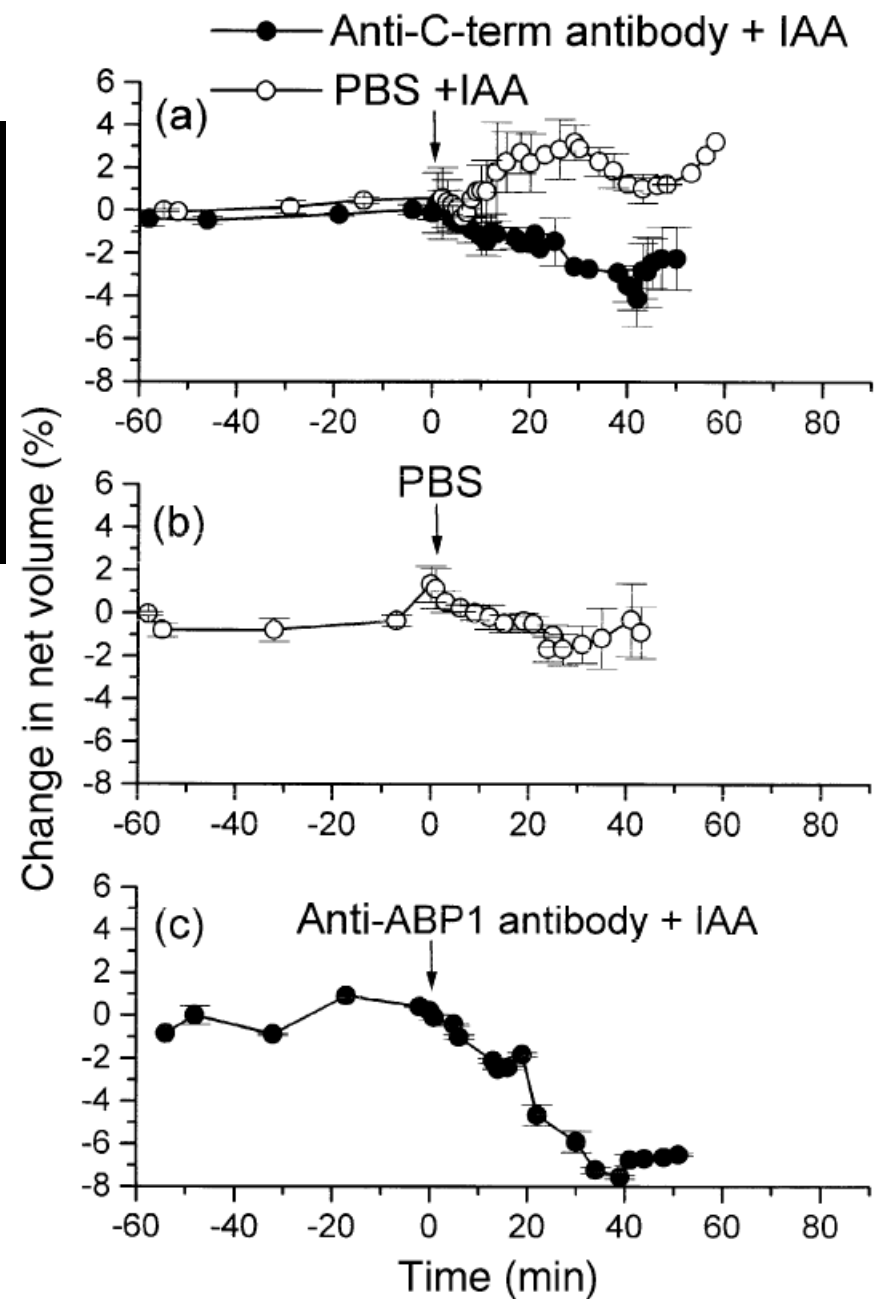 Anti-C-term antibody + IAA
PBS +IAA
(a)
6
4
2
0
-2
-4
-6
-8
-60 -40 -20 0 20 40 60 80
PBS
(b)
6
4
2
0
-2
-4
-6
-8
-60 -40 -20 0 20 40 60 80
Change in net volume (%)
Anti-ABP1 antibody + IAA
(c)
6
4
2
0
-2
-4
-6
-8
-60 -40 -20 0 20 40 60 80
Time (min)